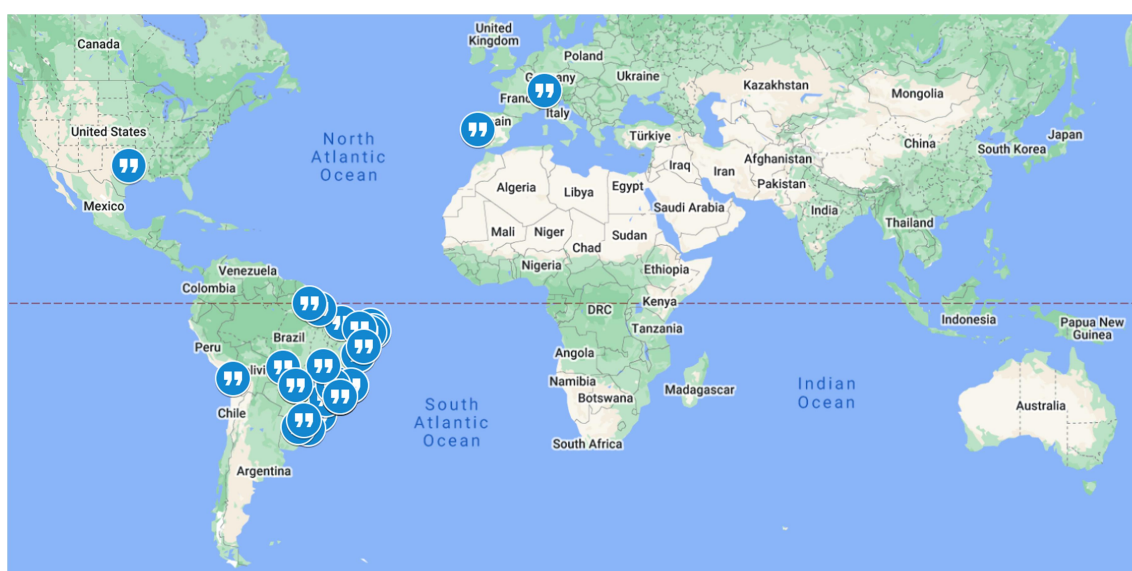 United
Kingdom
Canada
Poland
Ukraine
Kazakhstan
Mongolia
Italy
United States
North
Atlantic
Ocean
Türkiye
Japan
China
South Korea
Afghanistan
Iraq
Iran
Pakistan
Algeria
Libya
Egypt
Mexico
Saudi Arabia
India
Thailand
Mali
Niger
Sudan
Chad
Nigeria
Ethiopia
Venezuela
Colombia
Kenya
DRC
Indonesia
Papua New
Guinea
Tanzania
Brazil
Peru
Angola
Namibia
Botswana
Madagascar
Indian
Ocean
South
Atlantic
Ocean
Chile
Australia
South Africa
Argentina